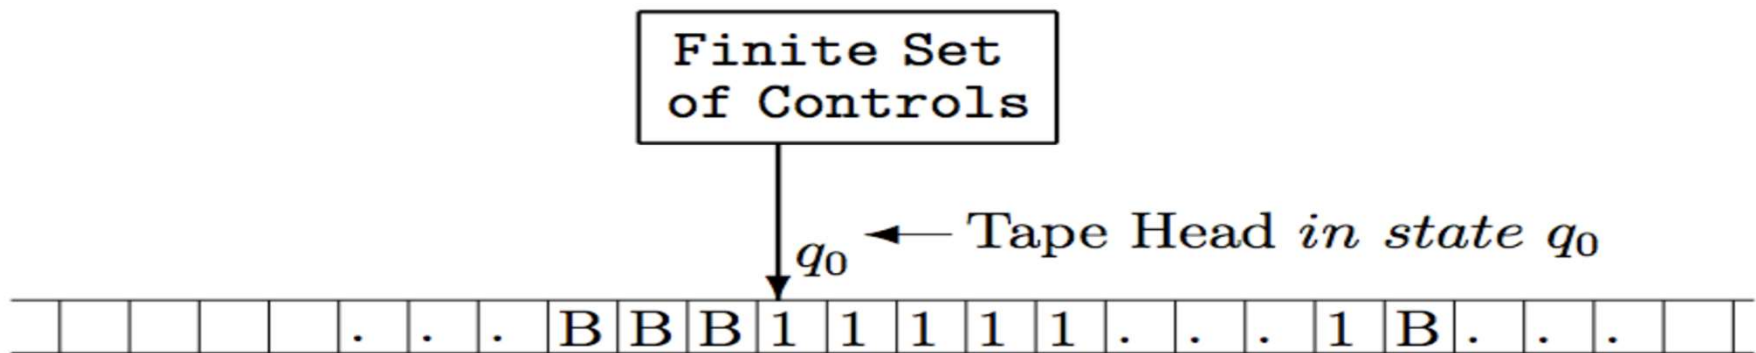 Finite Set
of Controls
q₀ Tape Head in state q₀
. . . B B B 1 1 1 1 1 . . . 1 B . . .